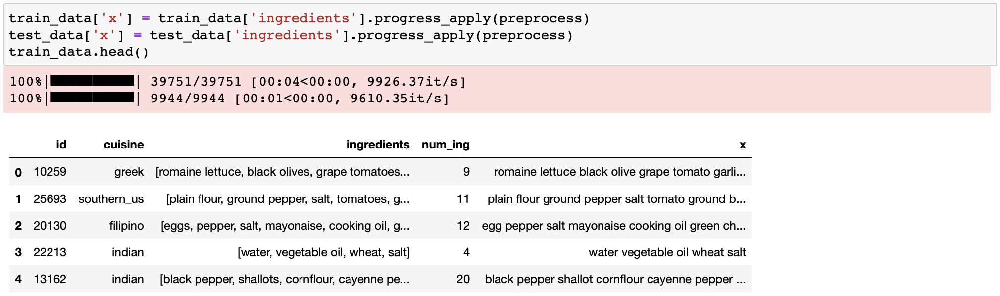 train_data['x'] = train_data['ingredients'].progress_apply(preprocess)
test_data['x'] = test_data['ingredients'].progress_apply(preprocess)
train_data.head()
100%|██████████| 39751/39751 [00:04<00:00, 9926.37it/s]
100%|██████████| 9944/9944 [00:01<00:00, 9610.35it/s]
id cuisine ingredients num_ing x
0 10259 greek [romaine lettuce, black olives, grape tomatoes... 9 romaine lettuce black olive grape tomato garli...
1 25693 southern_us [plain flour, ground pepper, salt, tomatoes, g... 11 plain flour ground pepper salt tomato ground b...
2 20130 filipino [eggs, pepper, salt, mayonaise, cooking oil, g... 12 egg pepper salt mayonaise cooking oil green ch...
3 22213 indian [water, vegetable oil, wheat, salt] 4 water vegetable oil wheat salt
4 13162 indian [black pepper, shallots, cornflour, cayenne pe... 20 black pepper shallot cornflour cayenne pepper ...